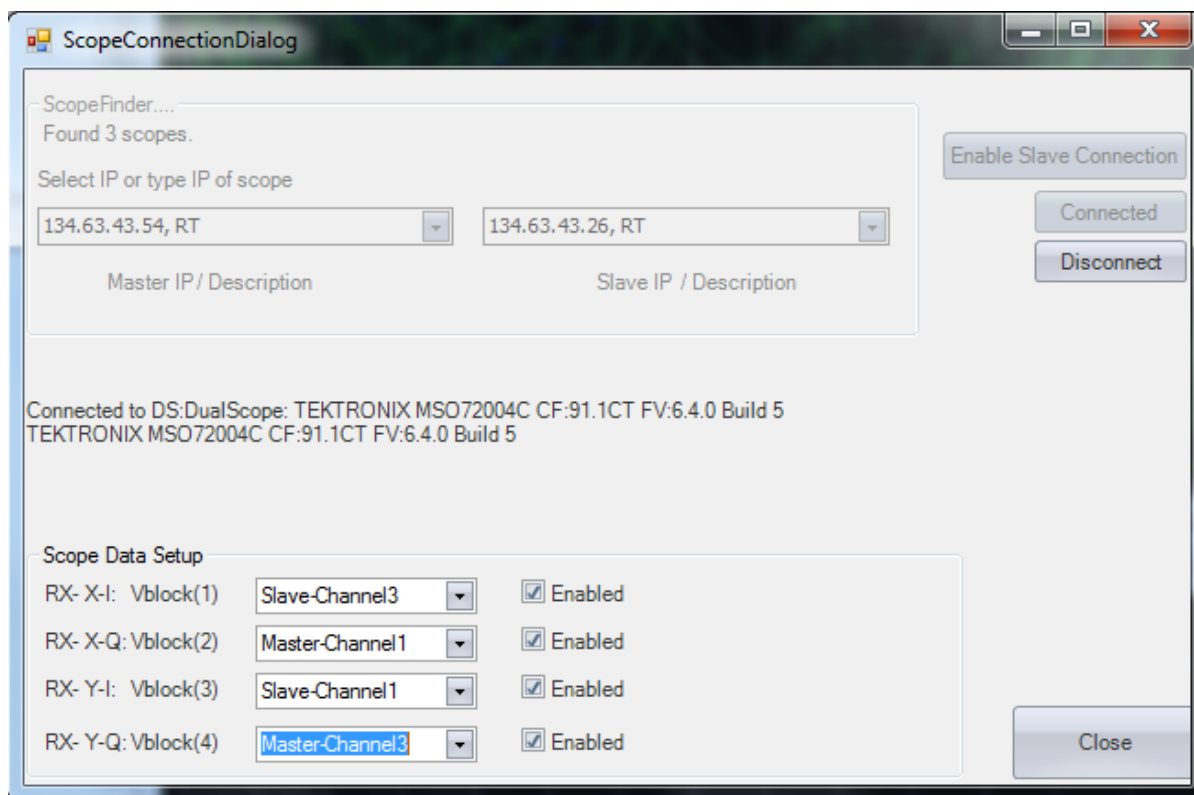 ScopeConnectionDialog
ScopeFinder....
Found 3 scopes.
Enable Slave Connection
Select IP or type IP of scope
134.63.43.54, RT 134.63.43.26, RT
Connected
Disconnect
Master IP / Description Slave IP / Description
Connected to DS:DualScope: TEKTRONIX MSO72004C CF:91.1CT FV:6.4.0 Build 5
TEKTRONIX MSO72004C CF:91.1CT FV:6.4.0 Build 5
Scope Data Setup
RX- X-I: Vblock(1) Slave-Channel3 Enabled
RX- X-Q: Vblock(2) Master-Channel1 Enabled
RX- Y-I: Vblock(3) Slave-Channel1 Enabled
RX- Y-Q: Vblock(4) Master-Channel3 Enabled
Close